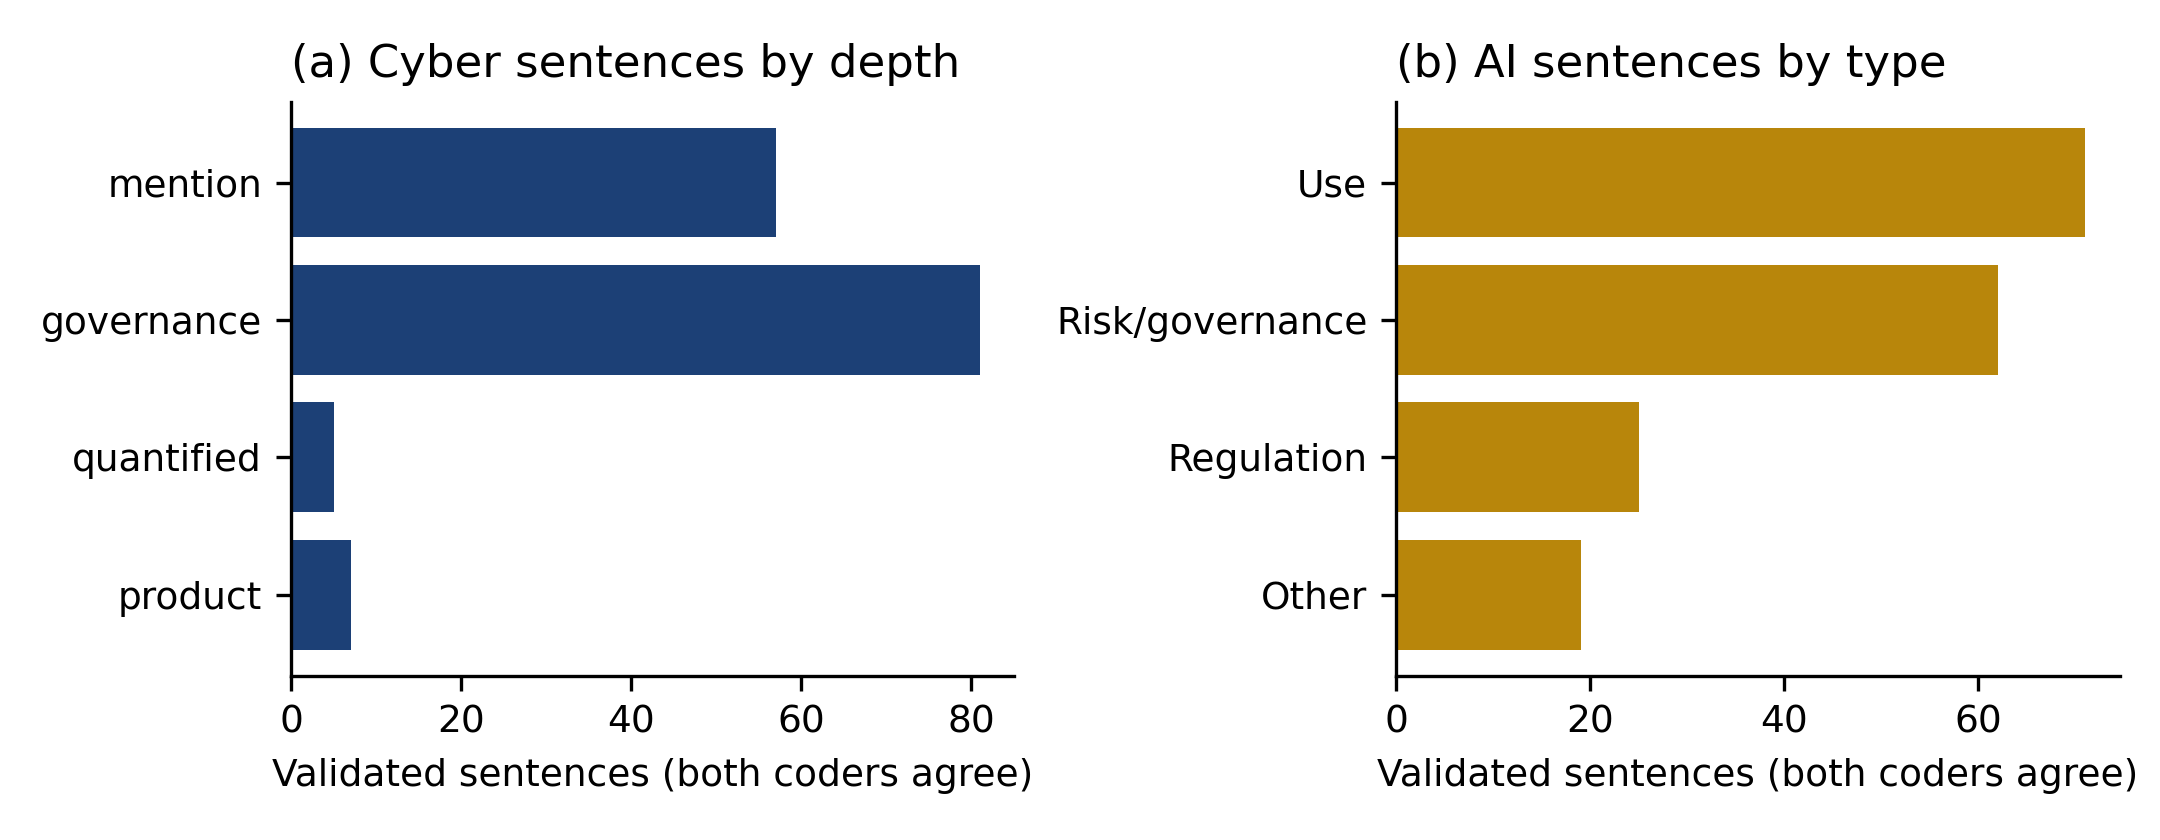 (a) Cyber sentences by depth
mention
governance
quantified
product
0 20 40 60 80
Validated sentences (both coders agree)
(b) AI sentences by type
Use
Risk/governance
Regulation
Other
0 20 40 60
Validated sentences (both coders agree)